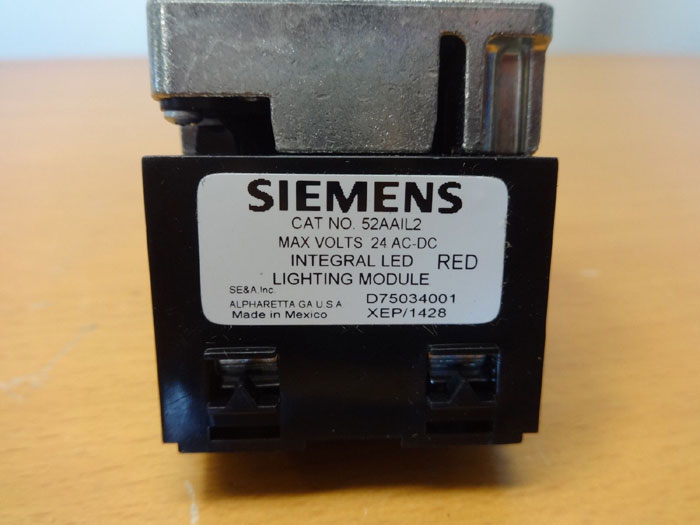 SIEMENS
CAT NO. 52AAIL2
MAX VOLTS 24 AC-DC
INTEGRAL LED RED
LIGHTING MODULE
SE&A, Inc. D75034001
ALPHARETTA GA U.S.A
Made in Mexico XEP/1428